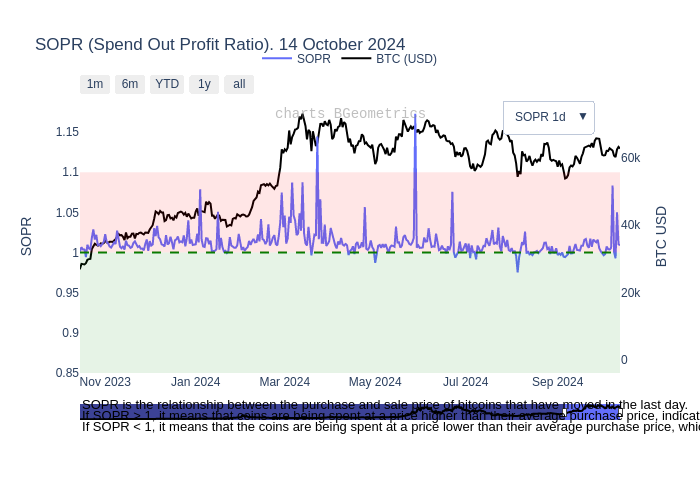 SOPR (Spend Out Profit Ratio). 14 October 2024
SOPR BTC (USD)
1m 6m YTD 1y all
charts BGeometrics
SOPR 1d ▼
1.15
1.1
1.05
1
0.95
0.9
0.85
SOPR
60k
40k
20k
0
BTC USD
Nov 2023 Jan 2024 Mar 2024 May 2024 Jul 2024 Sep 2024
SOPR is the relationship between the purchase and sale price of bitcoins that have moved in the last day.
If SOPR > 1, it means that coins are being spent at a price higher than their average purchase price, indicat
If SOPR < 1, it means that the coins are being spent at a price lower than their average purchase price, whi